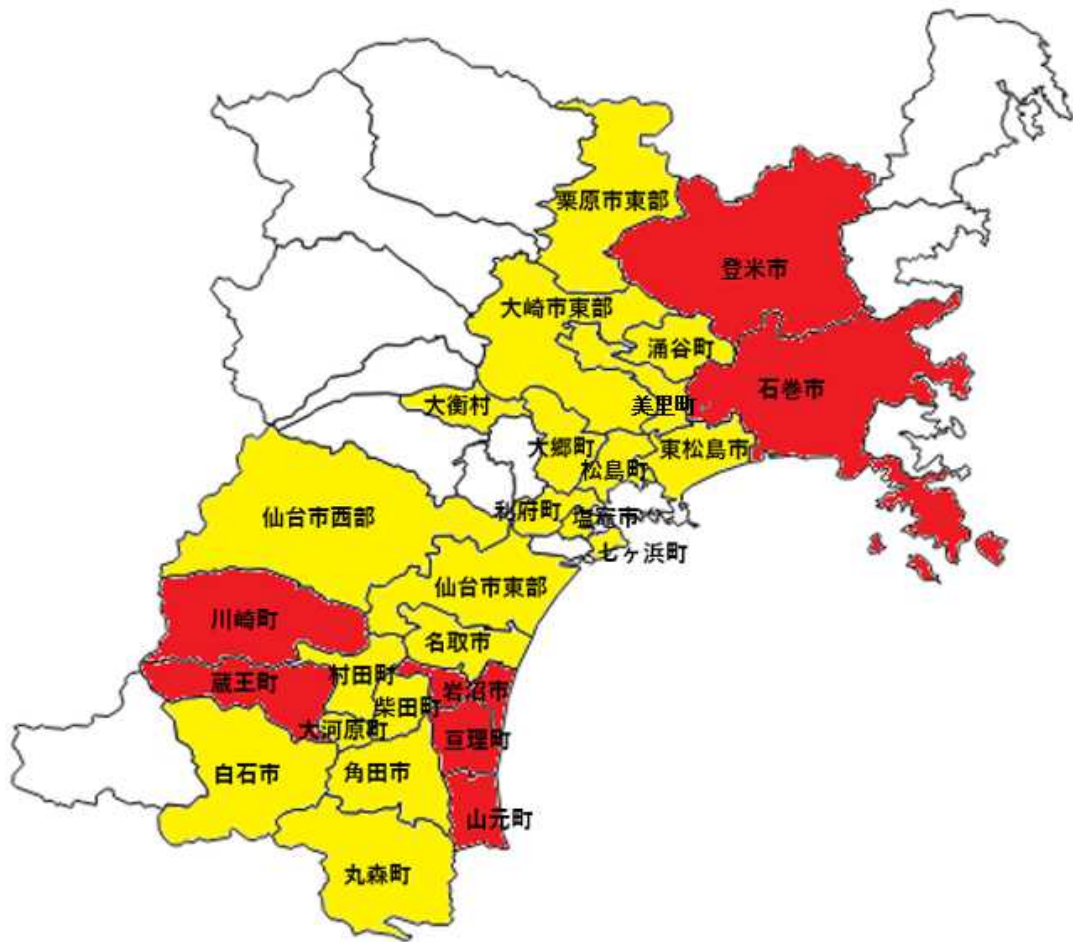 栗原市東部
登米市
大崎市東部
涌谷町
石巻市
大衡村
美里町
大郷町
松島町
東松島市
利府町
塩竈市
仙台市西部
七ヶ浜町
仙台市東部
川崎町
名取市
村田町
蔵王町
岩沼市
柴田町
大河原町
亘理町
白石市
角田市
山元町
丸森町